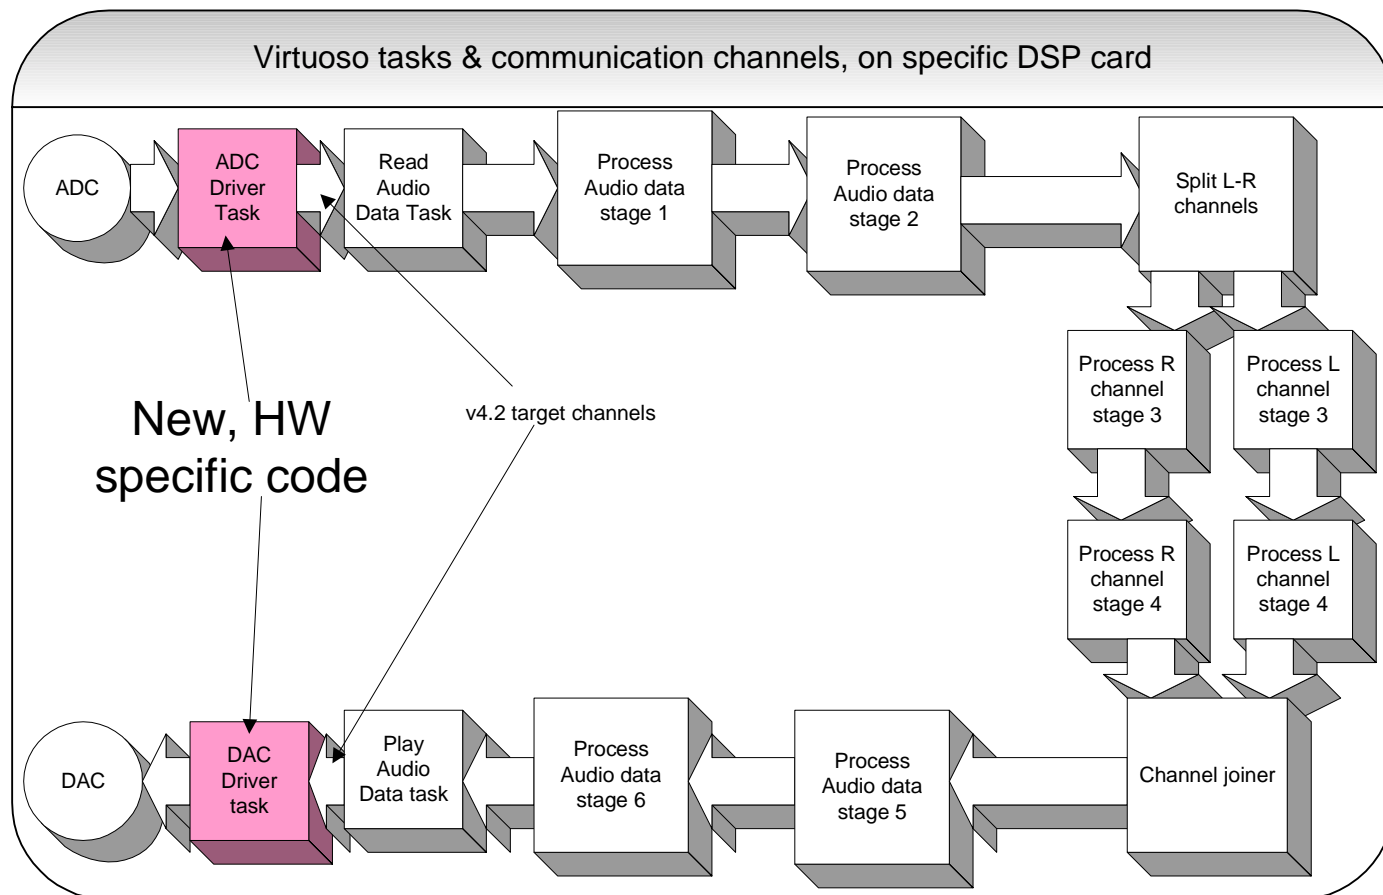 Virtuoso tasks & communication channels, on specific DSP card
ADC
ADC
Driver
Task
Read
Audio
Data Task
Process
Audio data
stage 1
Process
Audio data
stage 2
Split L-R
channels
Process R
channel
stage 3
Process L
channel
stage 3
New, HW
specific code
v4.2 target channels
Process R
channel
stage 4
Process L
channel
stage 4
DAC
DAC
Driver
task
Play
Audio
Data task
Process
Audio data
stage 6
Process
Audio data
stage 5
Channel joiner